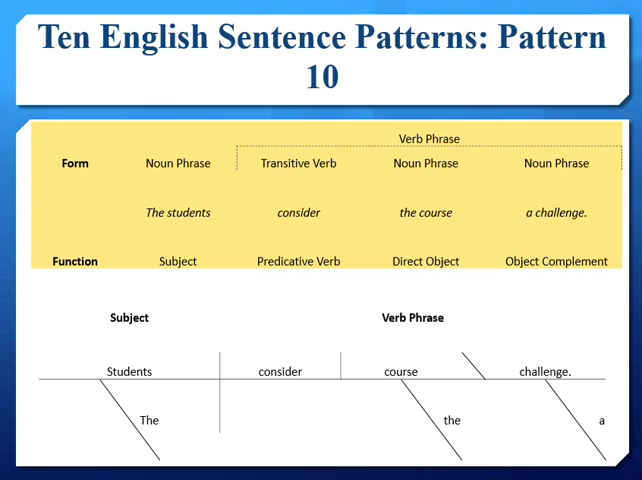 Ten English Sentence Patterns: Pattern
10
Verb Phrase
Form Noun Phrase Transitive Verb Noun Phrase Noun Phrase
The students consider the course a challenge.
Function Subject Predicative Verb Direct Object Object Complement
Subject Verb Phrase
Students consider course challenge.
The the a